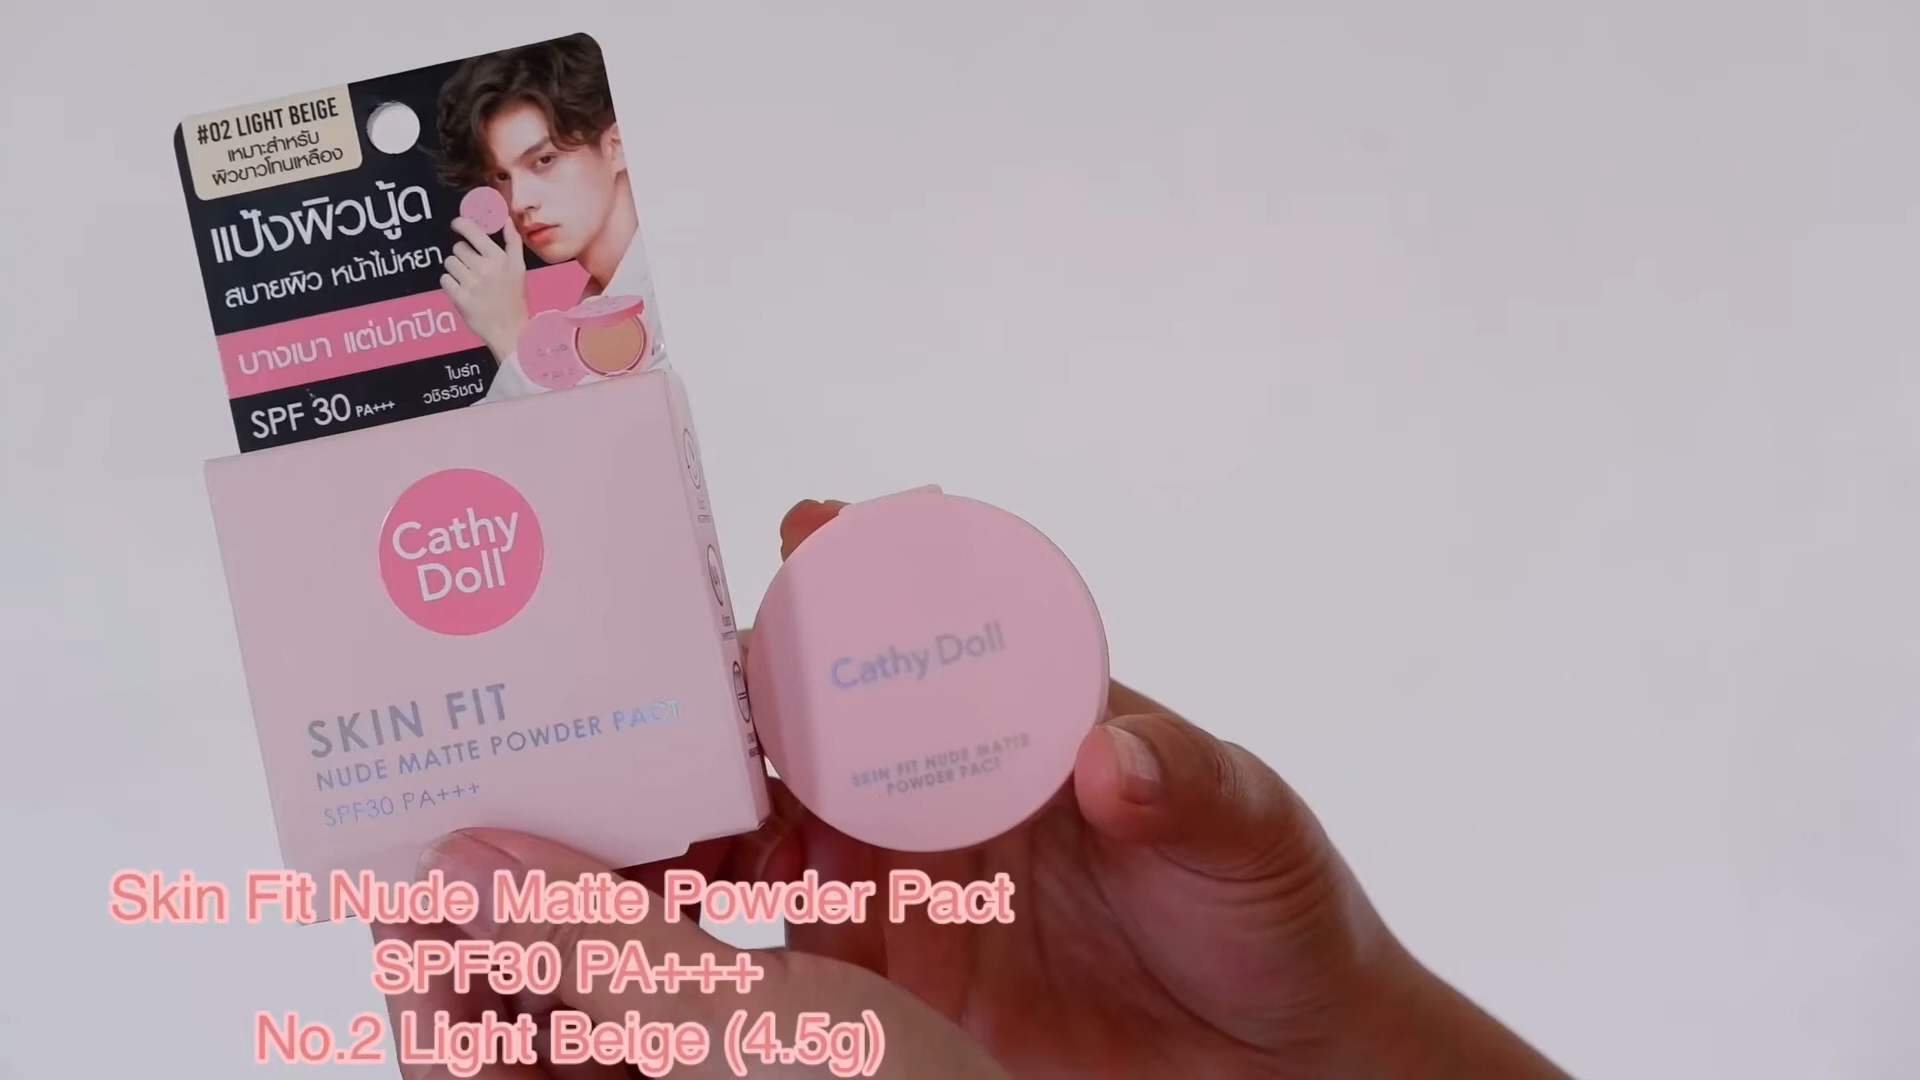 #02 LIGHT BEIGE
เหมาะสำหรับ
ผิวขาวโทนเหลือง
แป้งผิวนู้ด
สบายผิว หน้าไม่หยา
บางเบา แต่ปกปิด
SPF 30 PA+++
ไบร์ท
วชิรวิชญ์
Cathy
Doll
SKIN FIT
NUDE MATTE POWDER PACT
SPF30 PA+++
Cathy Doll
SKIN FIT NUDE MATTE
POWDER PACT
Skin Fit Nude Matte Powder Pact
SPF30 PA+++
No.2 Light Beige (4.5g)